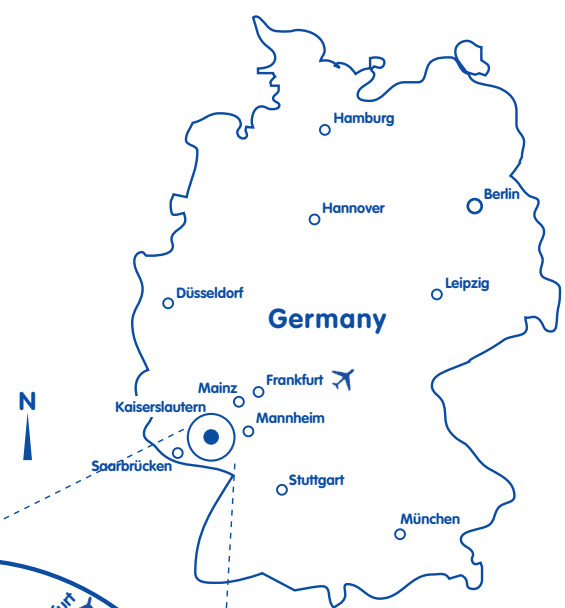 Hamburg
Berlin
Hannover
Leipzig
Düsseldorf
Germany
Frankfurt
Mainz
N
Kaiserslautern
Mannheim
Saarbrücken
Stuttgart
München